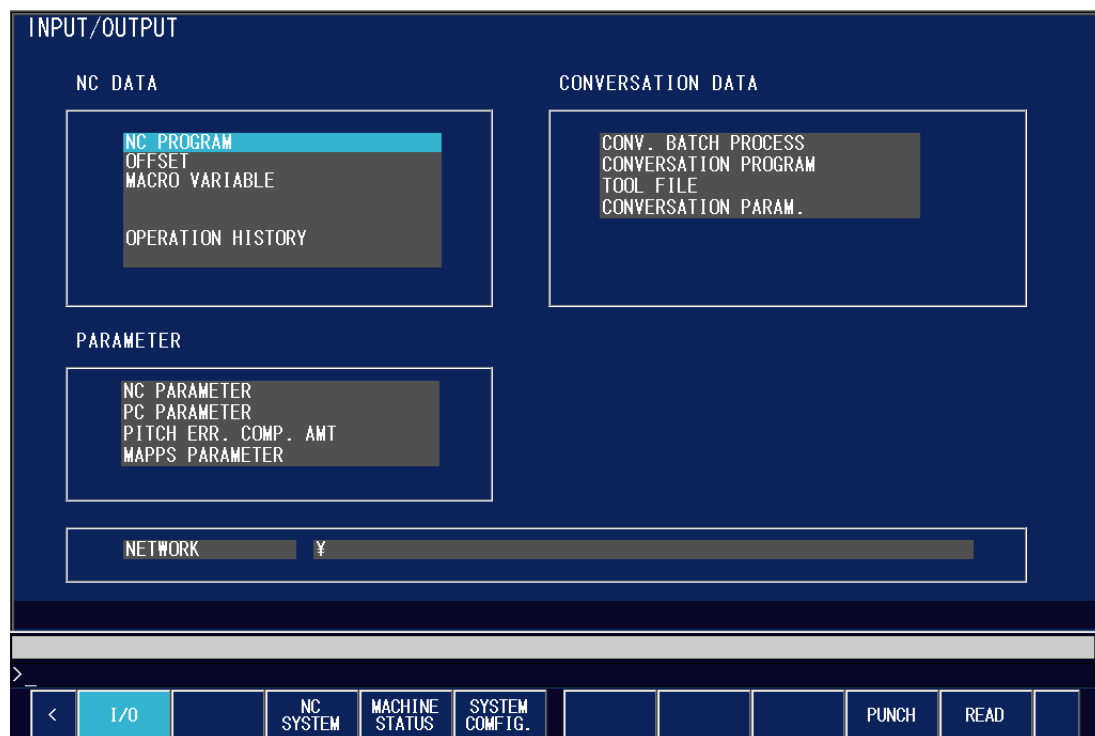 INPUT/OUTPUT
NC DATA
NC PROGRAM
OFFSET
MACRO VARIABLE
OPERATION HISTORY
CONVERSATION DATA
CONV. BATCH PROCESS
CONVERSATION PROGRAM
TOOL FILE
CONVERSATION PARAM.
PARAMETER
NC PARAMETER
PC PARAMETER
PITCH ERR. COMP. AMT
MAPPS PARAMETER
NETWORK ¥
>_
< I/O NC SYSTEM MACHINE STATUS SYSTEM COMFIG. PUNCH READ